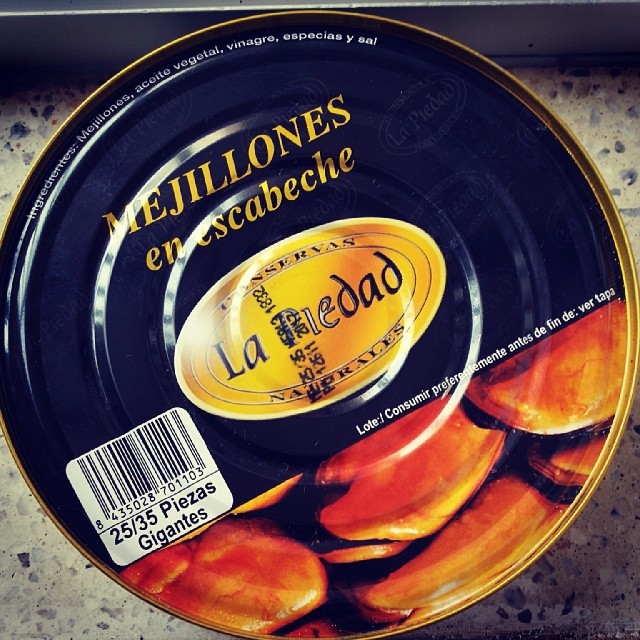 Ingredientes: Mejillones, aceite vegetal, vinagre, especias y sal
MEJILLONES
en escabeche
CONSERVAS
La Piedad
NATURALES
Lote:/ Consumir preferentemente antes de fin de: ver tapa
8 435028 701103
25/35 Piezas
Gigantes